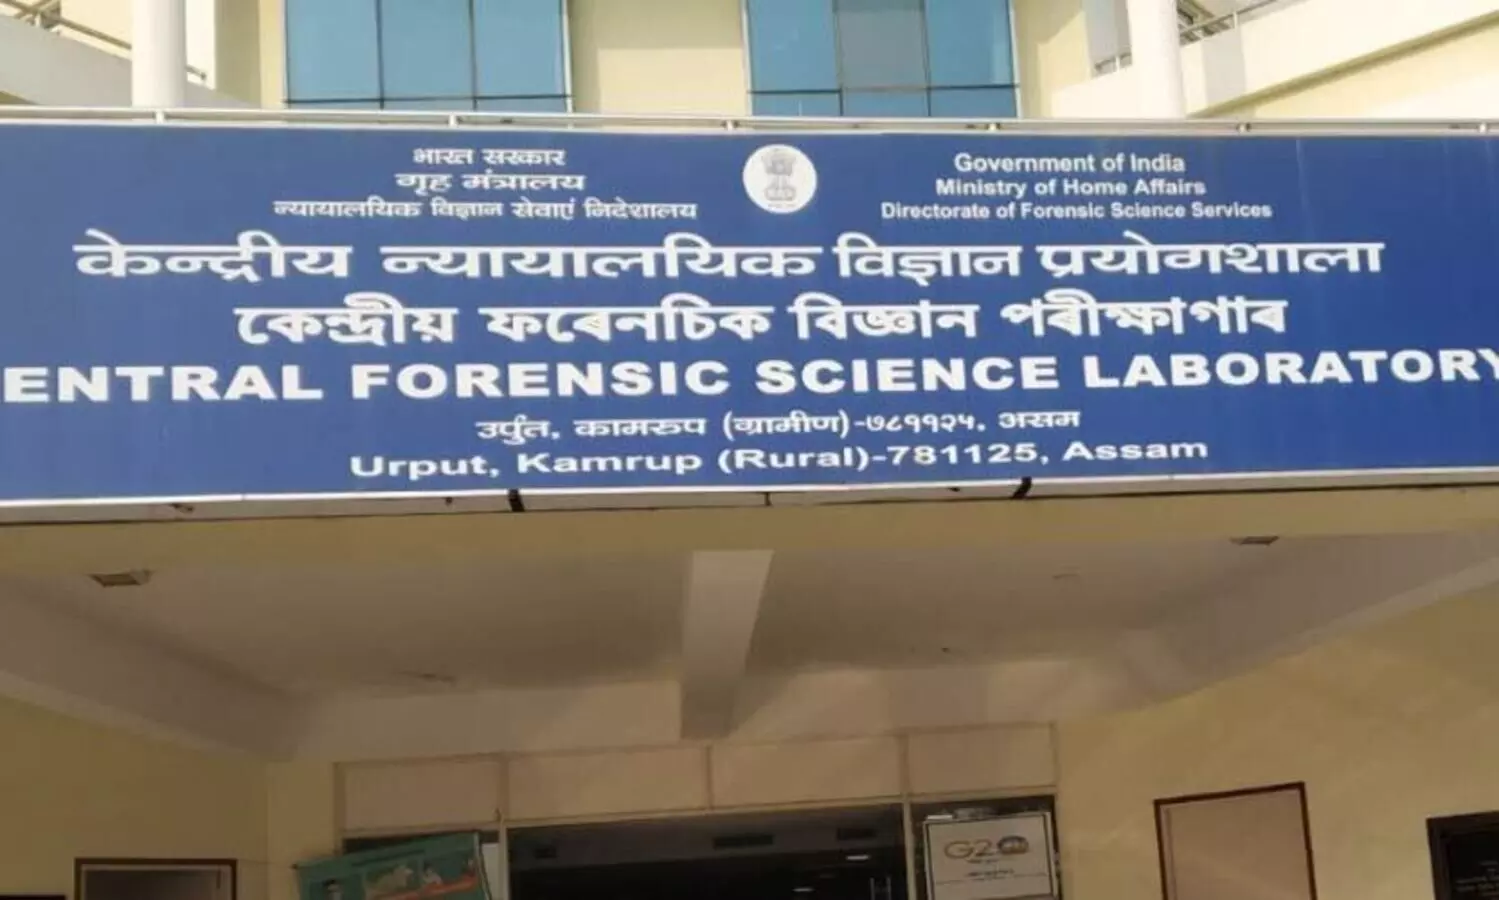 भारत सरकार
गृह मंत्रालय
न्यायालयिक विज्ञान सेवाएं निदेशालय
Government of India
Ministry of Home Affairs
Directorate of Forensic Science Services
केन्द्रीय न्यायालयिक विज्ञान प्रयोगशाला
কেন্দ্ৰীয় ফৰেনচিক বিজ্ঞান পৰীক্ষাগাৰ
ENTRAL FORENSIC SCIENCE LABORATORY
उर्पुत, कामरुप (ग्रामीण)-७८११२५, असम
Urput, Kamrup (Rural)-781125, Assam
G20